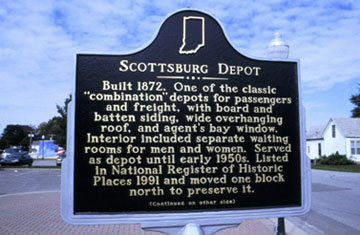 SCOTTSBURG DEPOT
Built 1872. One of the classic
"combination" depots for passengers
and freight, with board and
batten siding, wide overhanging
roof, and agent's bay window.
Interior included separate waiting
rooms for men and women. Served
as depot until early 1950s. Listed
in National Register of Historic
Places 1991 and moved one block
north to preserve it.
(Continued on other side)